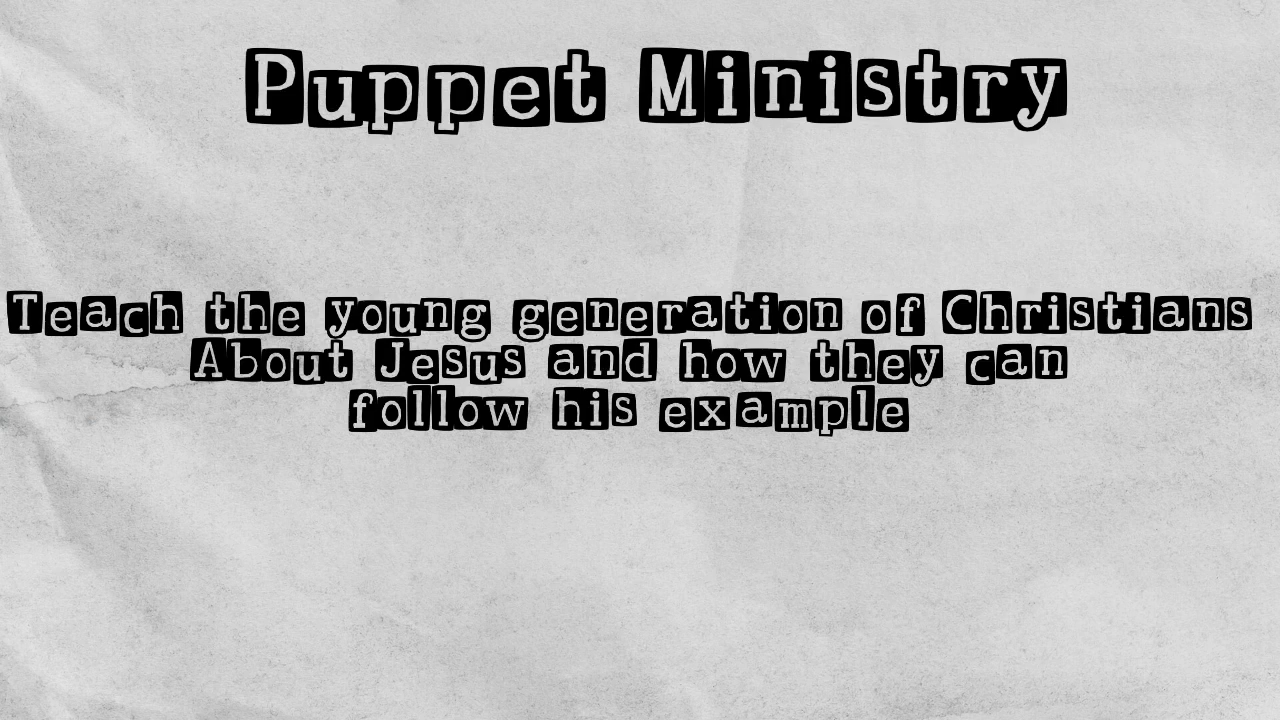 Puppet Ministry
Teach the young generation of Christians
About Jesus and how they can
follow his example